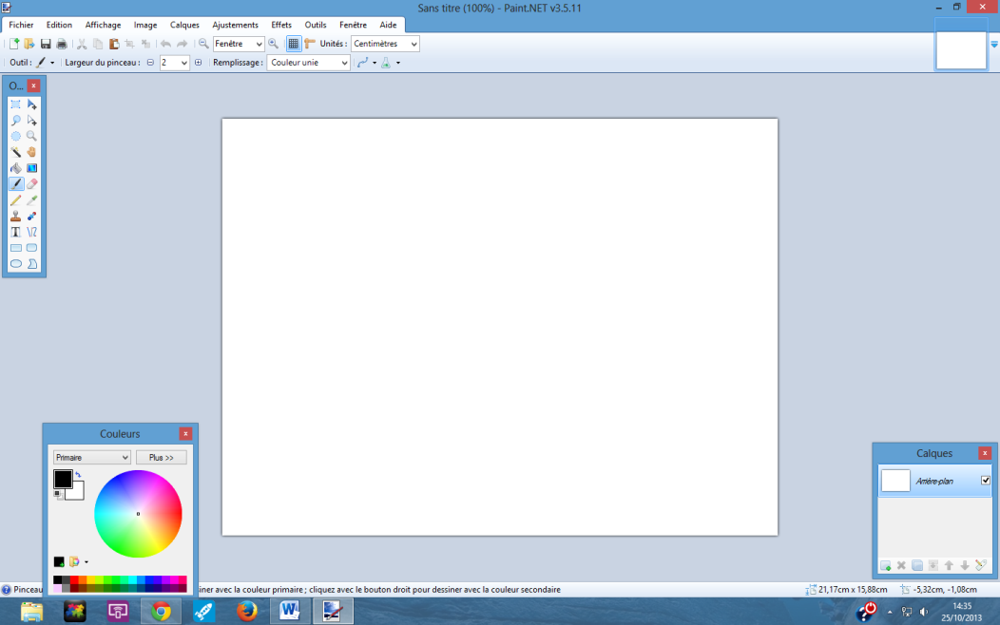 Sans titre (100%) - Paint.NET v3.5.11
Fichier Edition Affichage Image Calques Ajustements Effets Outils Fenêtre Aide
Fenêtre Unités : Centimètres
Outil : Largeur du pinceau : 2 Remplissage : Couleur unie
O...
Couleurs
Primaire Plus >>
Calques
Arrière-plan
Pinceau
iner avec la couleur primaire ; cliquez avec le bouton droit pour dessiner avec la couleur secondaire
21,17cm x 15,88cm
-5,32cm, -1,08cm
14:35
25/10/2013